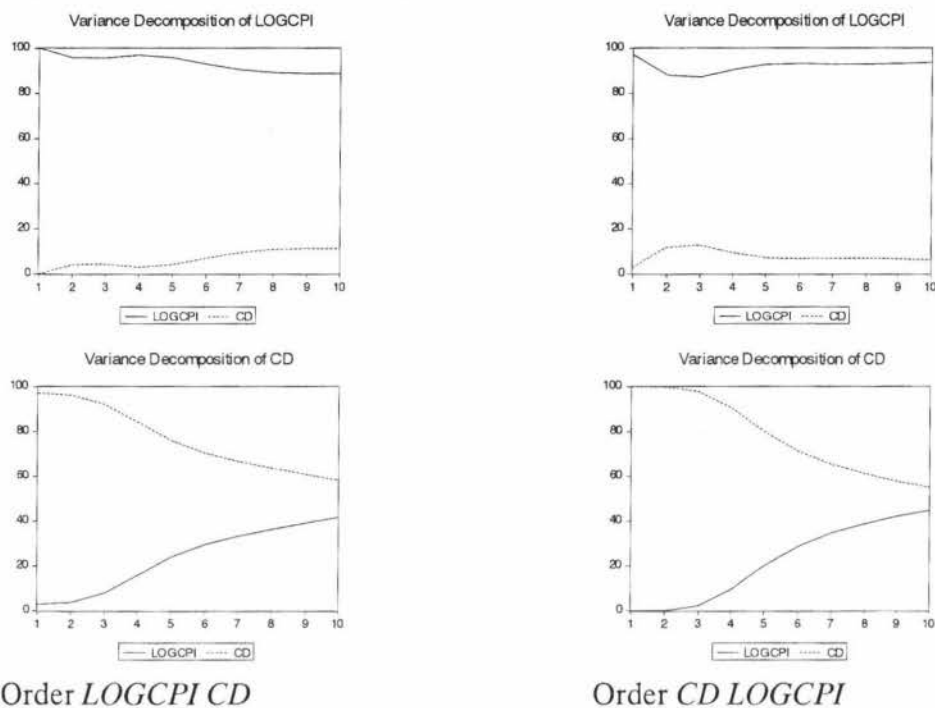 Variance Decomposition of LOGCPI
100
80
60
40
20
0
1 2 3 4 5 6 7 8 9 10
LOGCPI CD
Variance Decomposition of LOGCPI
100
80
60
40
20
0
1 2 3 4 5 6 7 8 9 10
LOGCPI CD
Variance Decomposition of CD
100
80
60
40
20
0
1 2 3 4 5 6 7 8 9 10
LOGCPI CD
Variance Decomposition of CD
100
80
60
40
20
0
1 2 3 4 5 6 7 8 9 10
LOGCPI CD
Order LOGCPI CD
Order CD LOGCPI